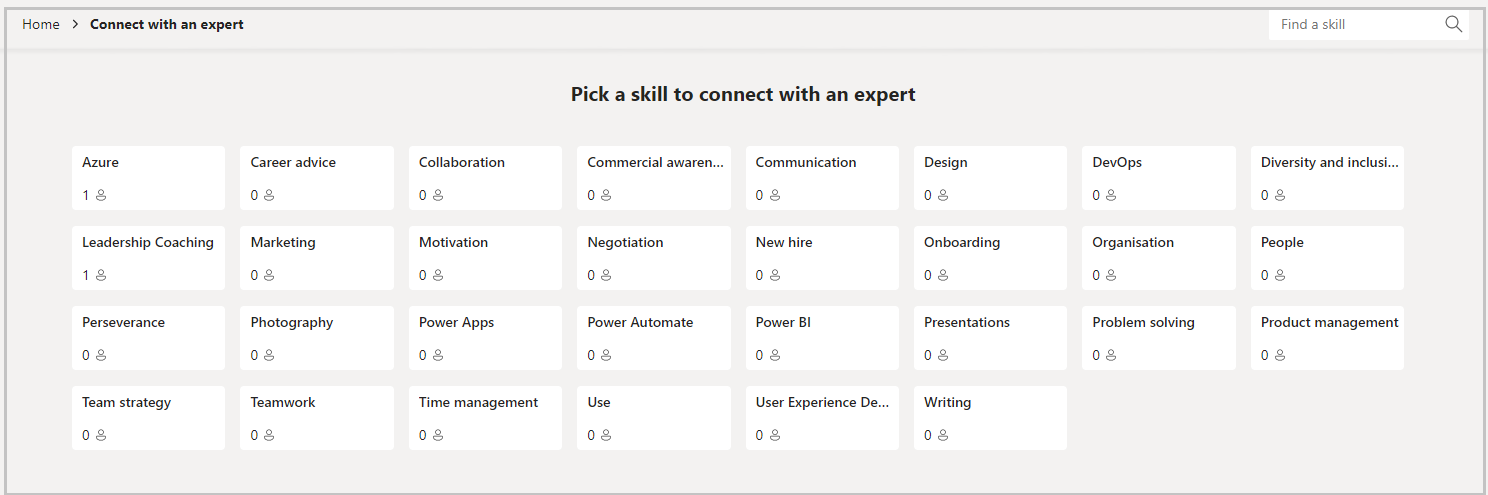 Home > Connect with an expert
Find a skill
Pick a skill to connect with an expert
Azure Career advice Collaboration Commercial awaren... Communication Design DevOps Diversity and inclusi...
1 0 0 0 0 0 0 0
Leadership Coaching Marketing Motivation Negotiation New hire Onboarding Organisation People
1 0 0 0 0 0 0 0
Perseverance Photography Power Apps Power Automate Power BI Presentations Problem solving Product management
0 0 0 0 0 0 0 0
Team strategy Teamwork Time management Use User Experience De... Writing
0 0 0 0 0 0